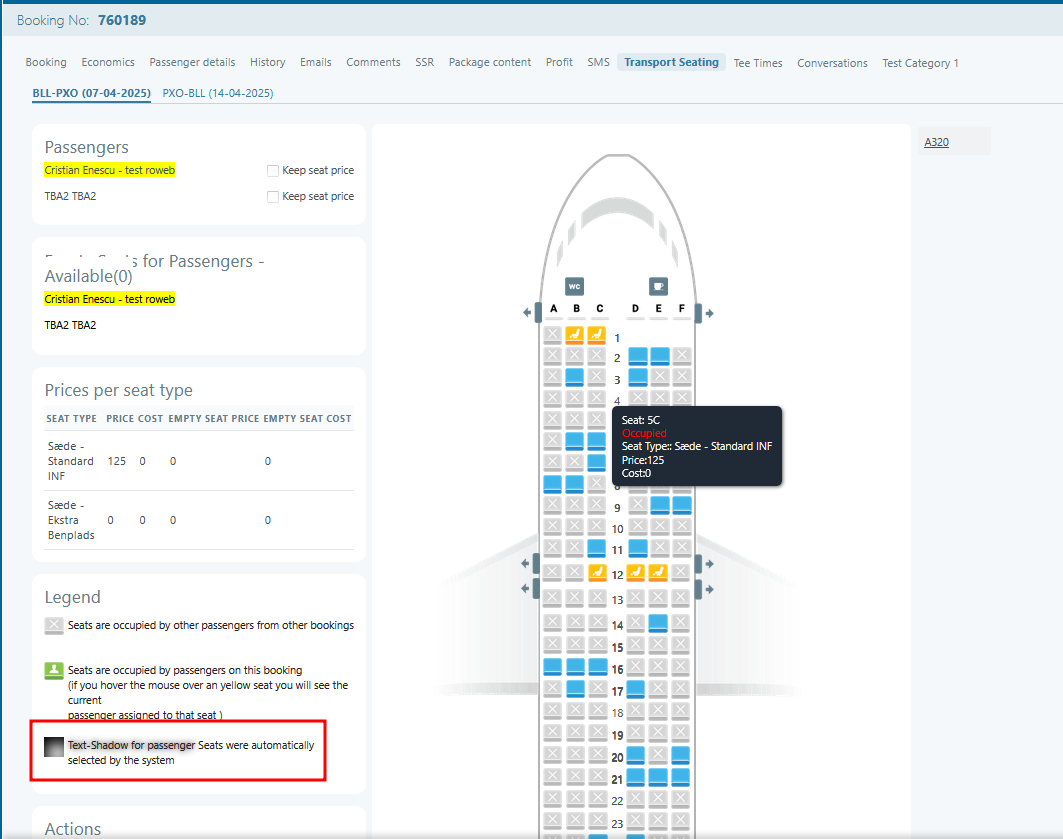 Booking No: 760189
Booking Economics Passenger details History Emails Comments SSR Package content Profit SMS Transport Seating Tee Times Conversations Test Category 1
BLL-PXO (07-04-2025) PXO-BLL (14-04-2025)
Passengers
Cristian Enescu - test roweb Keep seat price
TBA2 TBA2 Keep seat price
for Passengers -
Available(0)
Cristian Enescu - test roweb
TBA2 TBA2
Prices per seat type
SEAT TYPE PRICE COST EMPTY SEAT PRICE EMPTY SEAT COST
Sæde -
Standard 125 0 0 0
INF
Sæde -
Ekstra 0 0 0 0
Benplads
Legend
Seats are occupied by other passengers from other bookings
Seats are occupied by passengers on this booking
(if you hover the mouse over an yellow seat you will see the
current
passenger assigned to that seat )
Text-Shadow for passenger Seats were automatically
selected by the system
Actions
A320
WC
A B C D E F
1
2
3
4
Seat: 5C
Occupied
Seat Type:: Sæde - Standard INF
Price:125
Cost:0
8
9
10
11
12
13
14
15
16
17
18
19
20
21
22
23